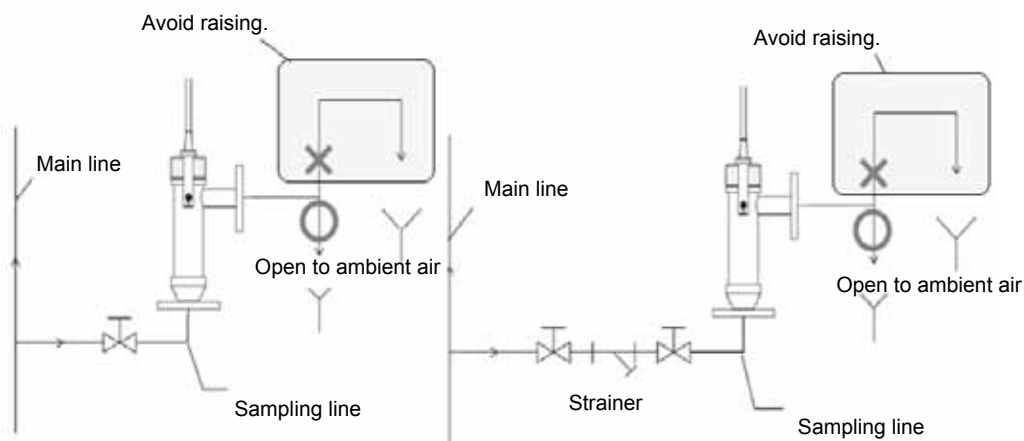 Avoid raising.
Main line
Open to ambient air
Sampling line
Avoid raising.
Main line
Open to ambient air
Strainer
Sampling line